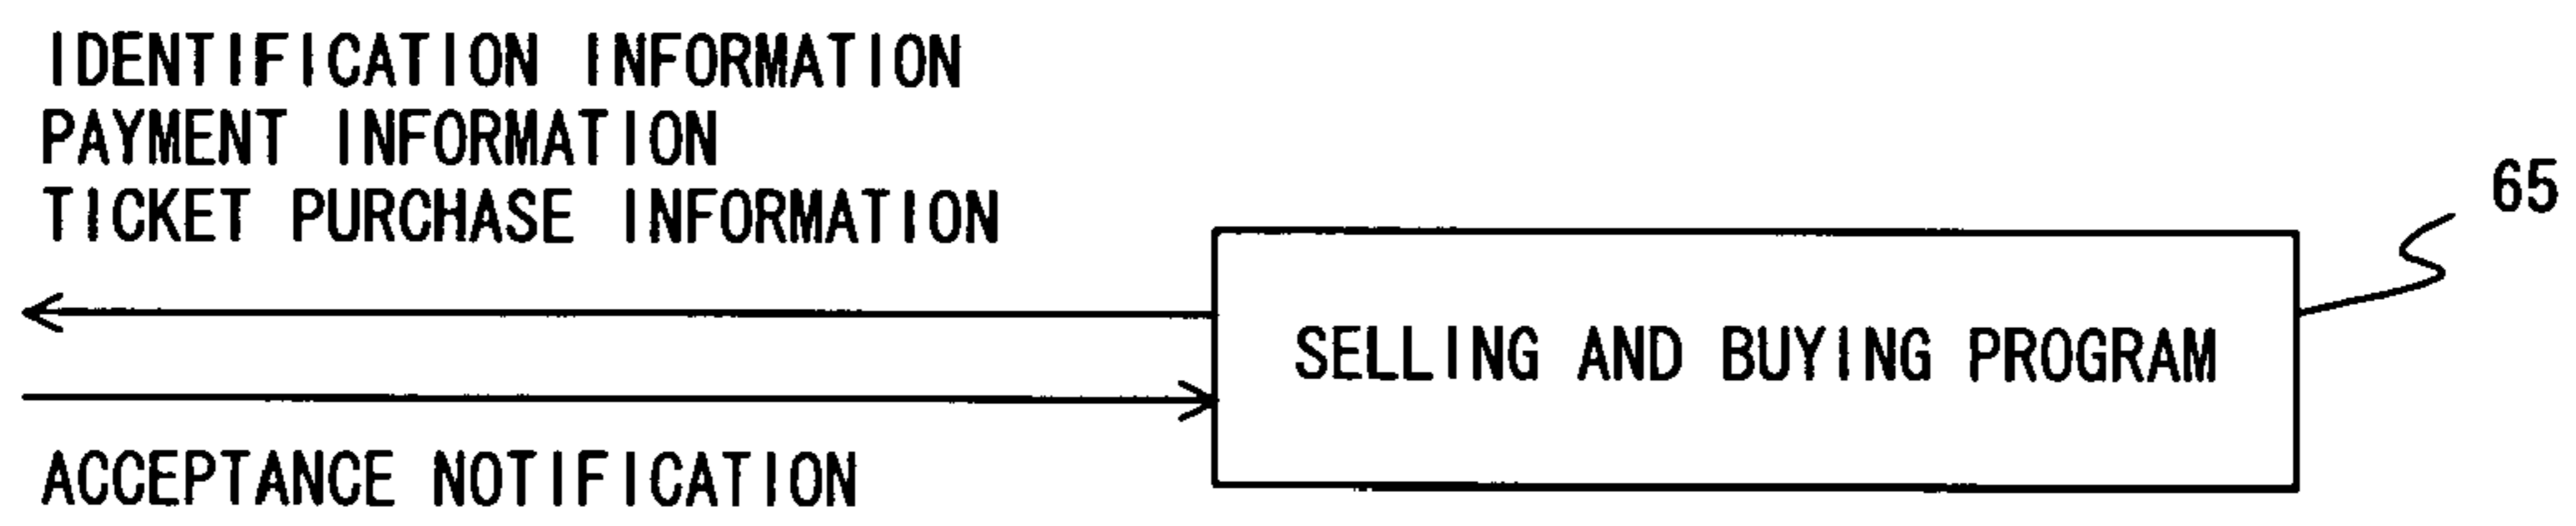 IDENTIFICATION INFORMATION
PAYMENT INFORMATION
TICKET PURCHASE INFORMATION
65
SELLING AND BUYING PROGRAM
ACCEPTANCE NOTIFICATION